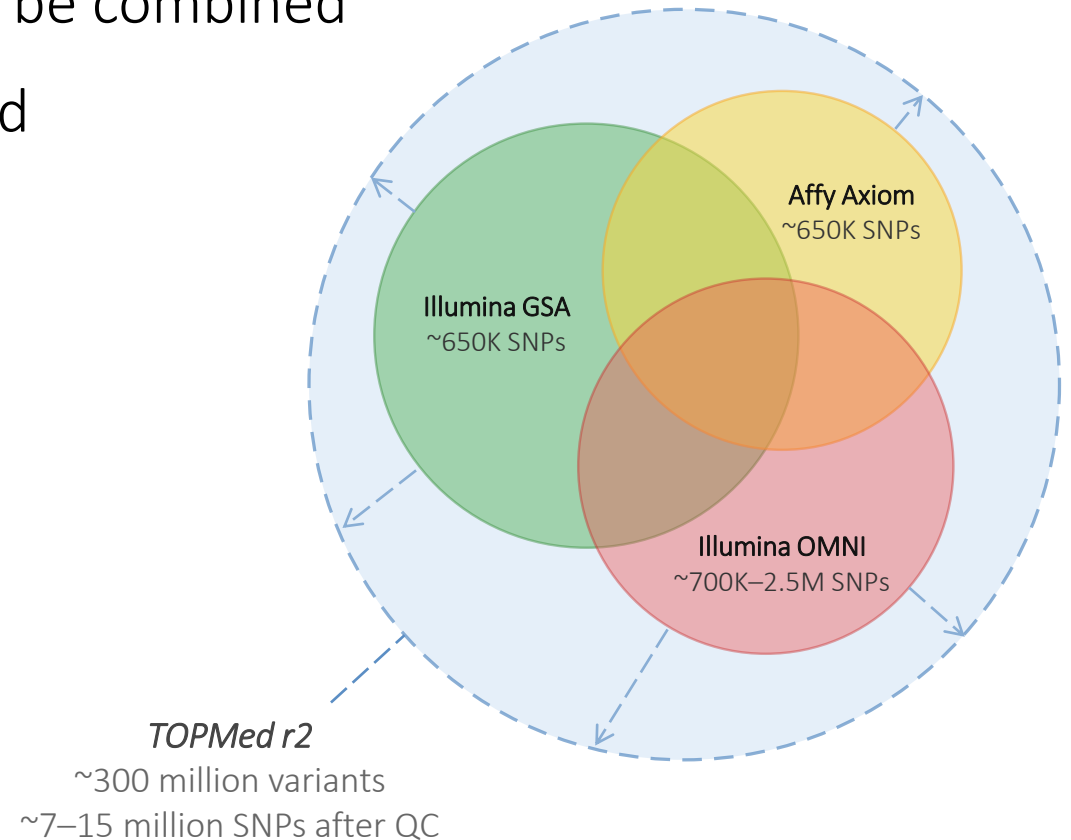 be combined
d
Affy Axiom
~650K SNPs
Illumina GSA
~650K SNPs
Illumina OMNI
~700K–2.5M SNPs
TOPMed r2
~300 million variants
~7–15 million SNPs after QC